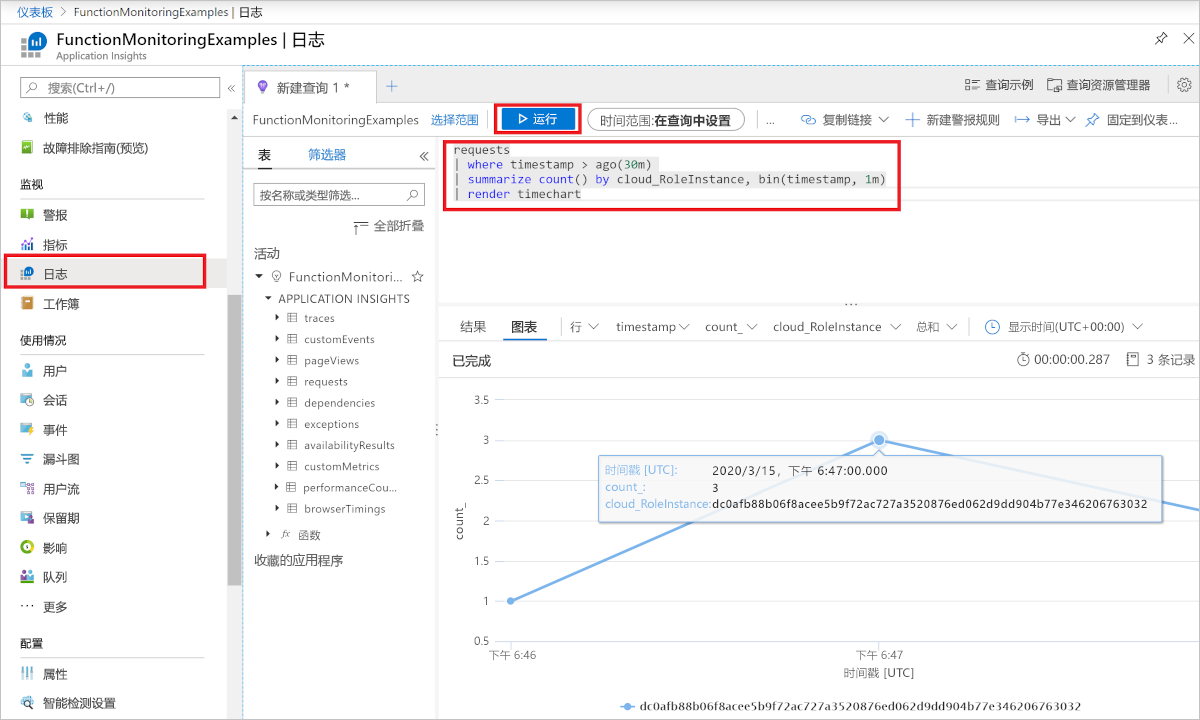 仪表板 > FunctionMonitoringExamples | 日志
FunctionMonitoringExamples | 日志
Application Insights
搜索(Ctrl+/)
«
性能
故障排除指南(预览)
监视
警报
指标
日志
工作簿
使用情况
用户
会话
事件
漏斗图
用户流
保留期
影响
队列
更多
配置
属性
智能检测设置
新建查询 1 *
查询示例
查询资源管理器
FunctionMonitoringExamples
选择范围
运行
时间范围:在查询中设置
...
复制链接
新建警报规则
导出
固定到仪表...
表
筛选器
«
按名称或类型筛选...
全部折叠
活动
FunctionMonitori...
APPLICATION INSIGHTS
traces
customEvents
pageViews
requests
dependencies
exceptions
availabilityResults
customMetrics
performanceCou...
browserTimings
fx 函数
收藏的应用程序
requests
| where timestamp > ago(30m)
| summarize count() by cloud_RoleInstance, bin(timestamp, 1m)
| render timechart
结果
图表
行
timestamp
count_
cloud_RoleInstance
总和
显示时间(UTC+00:00)
已完成
00:00:00.287
3 条记录
3.5
3
2.5
2
1.5
1
0.5
count_
时间戳 [UTC]: 2020/3/15，下午 6:47:00.000
count_: 3
cloud_RoleInstance:dc0afb88b06f8acee5b9f72ac727a3520876ed062d9dd904b77e346206763032
下午 6:46
下午 6:47
时间戳 [UTC]
dc0afb88b06f8acee5b9f72ac727a3520876ed062d9dd904b77e346206763032